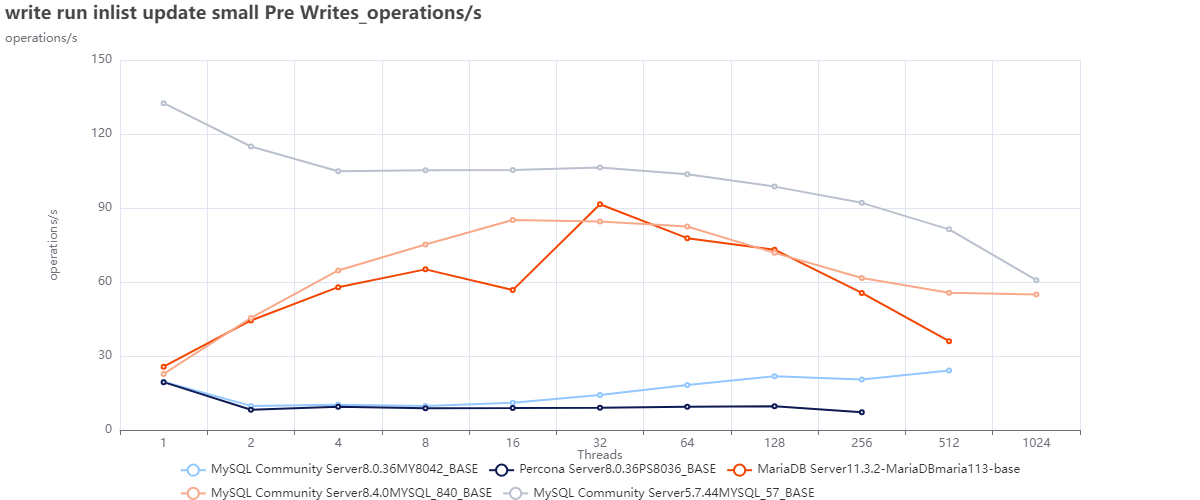 write run inlist update small Pre Writes_operations/s
operations/s
150
120
90
60
30
0
operations/s
1 2 4 8 16 32 64 128 256 512 1024
Threads
MySQL Community Server8.0.36MY8042_BASE Percona Server8.0.36PS8036_BASE MariaDB Server11.3.2-MariaDBmaria113-base
MySQL Community Server8.4.0MYSQL_840_BASE MySQL Community Server5.7.44MYSQL_57_BASE